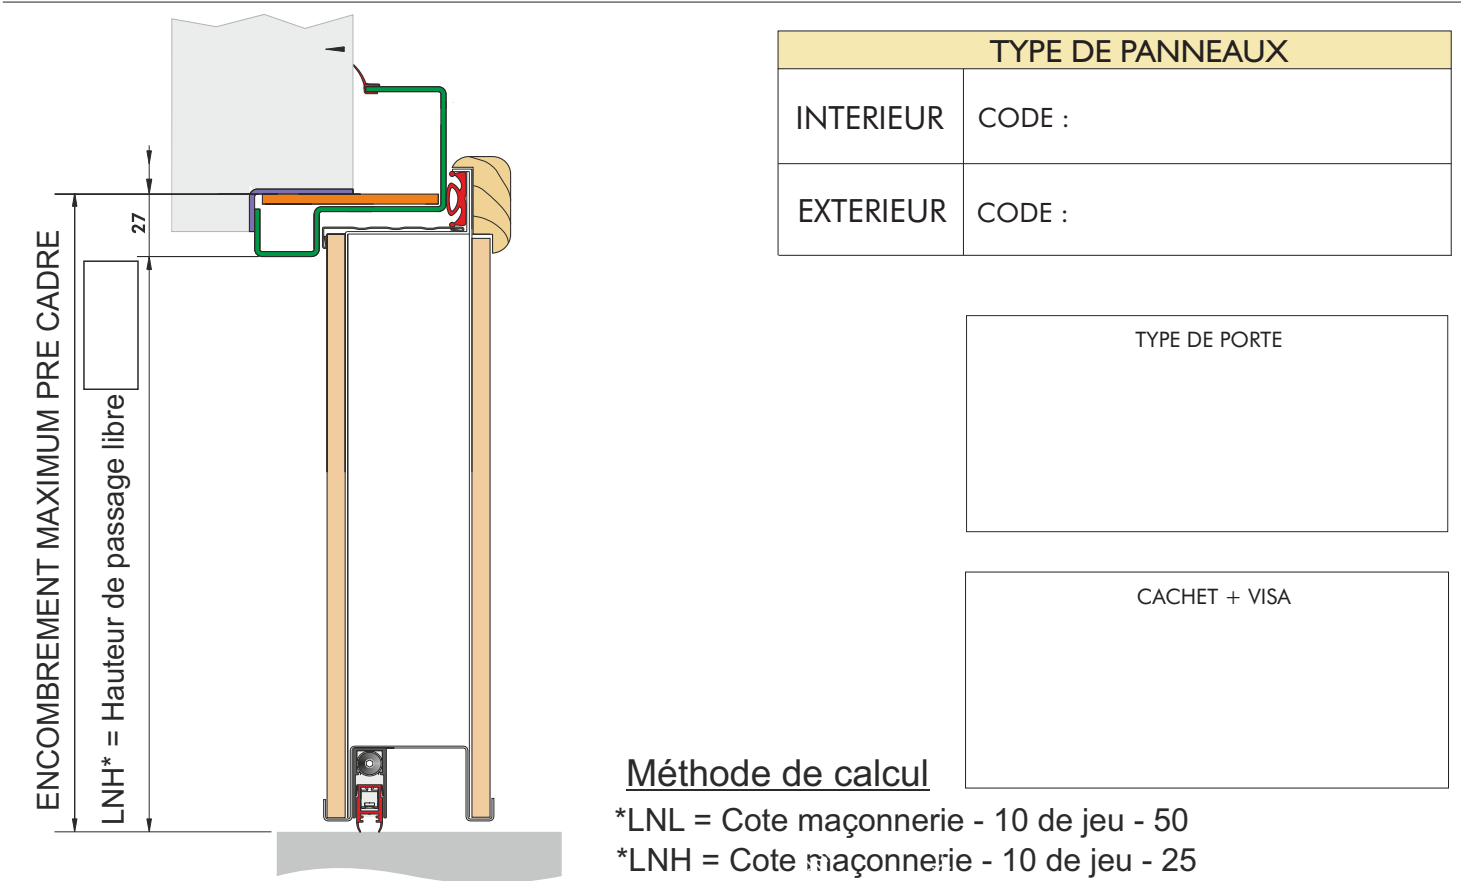 TYPE DE PANNEAUX
INTERIEUR
CODE :
EXTERIEUR
CODE :
27
ENCOMBREMENT MAXIMUM PRE CADRE
LNH* = Hauteur de passage libre
TYPE DE PORTE
CACHET + VISA
Méthode de calcul
*LNL = Cote maçonnerie - 10 de jeu - 50
*LNH = Cote maçonnerie - 10 de jeu - 25